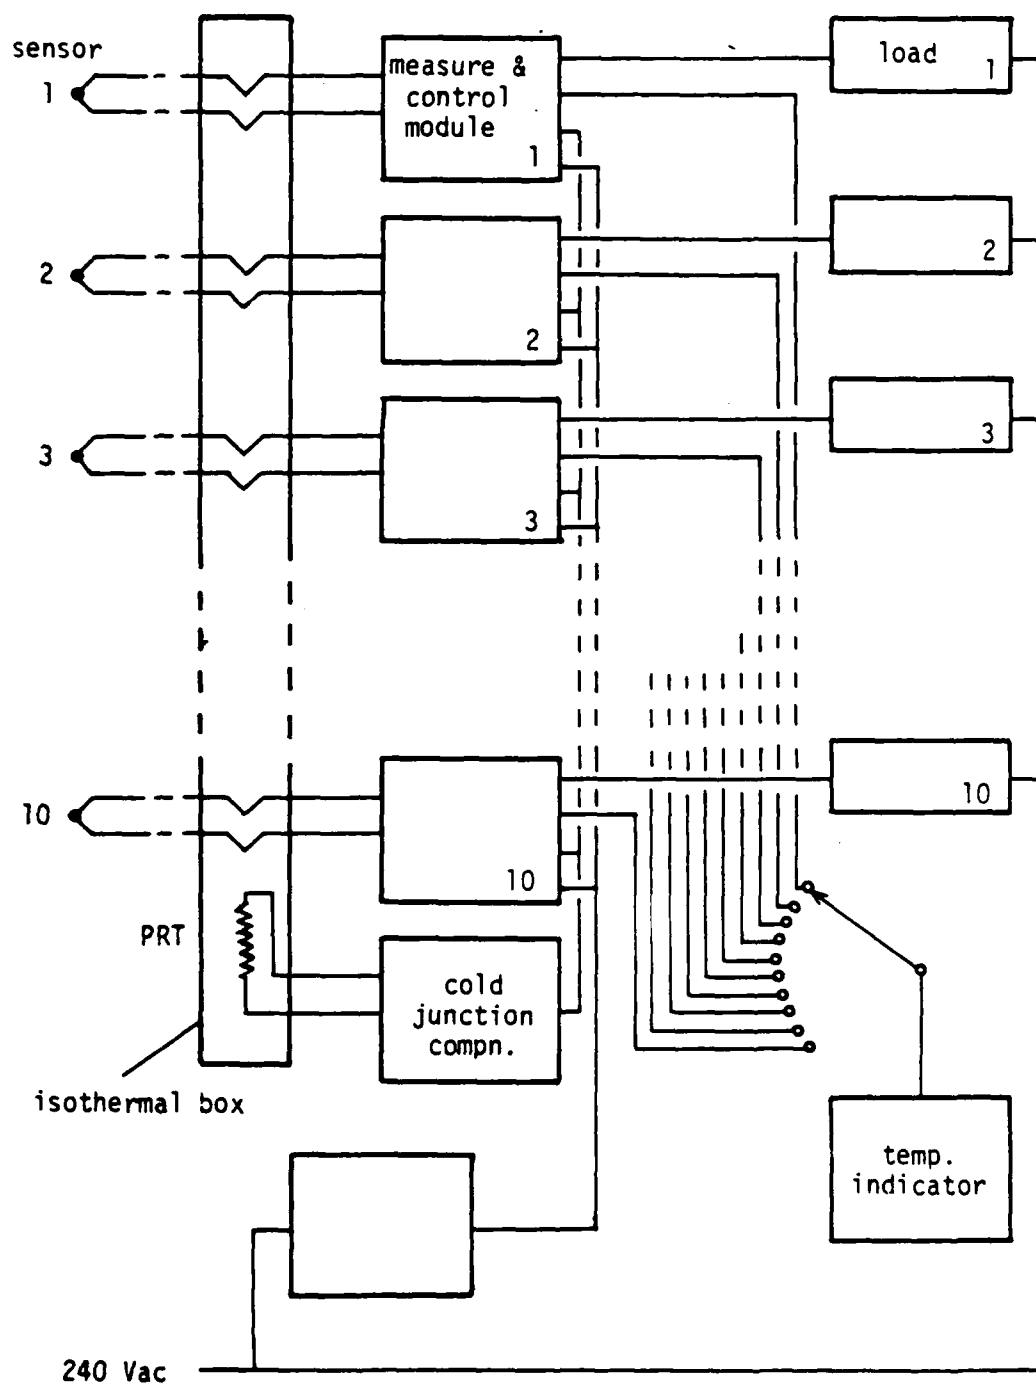 sensor
1
measure &
control
module
1
load
1
2
2
2
3
3
3
10
10
10
PRT
cold
junction
compn.
isothermal box
temp.
indicator
240 Vac